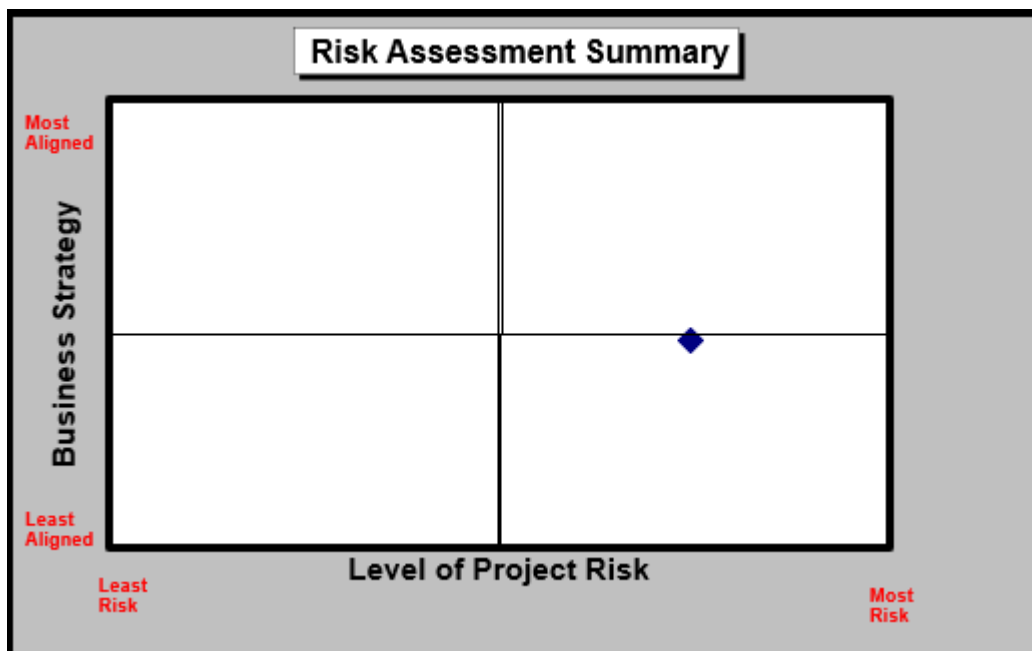 Risk Assessment Summary
Most
Aligned
Business Strategy
Least
Aligned
Level of Project Risk
Least
Risk
Most
Risk